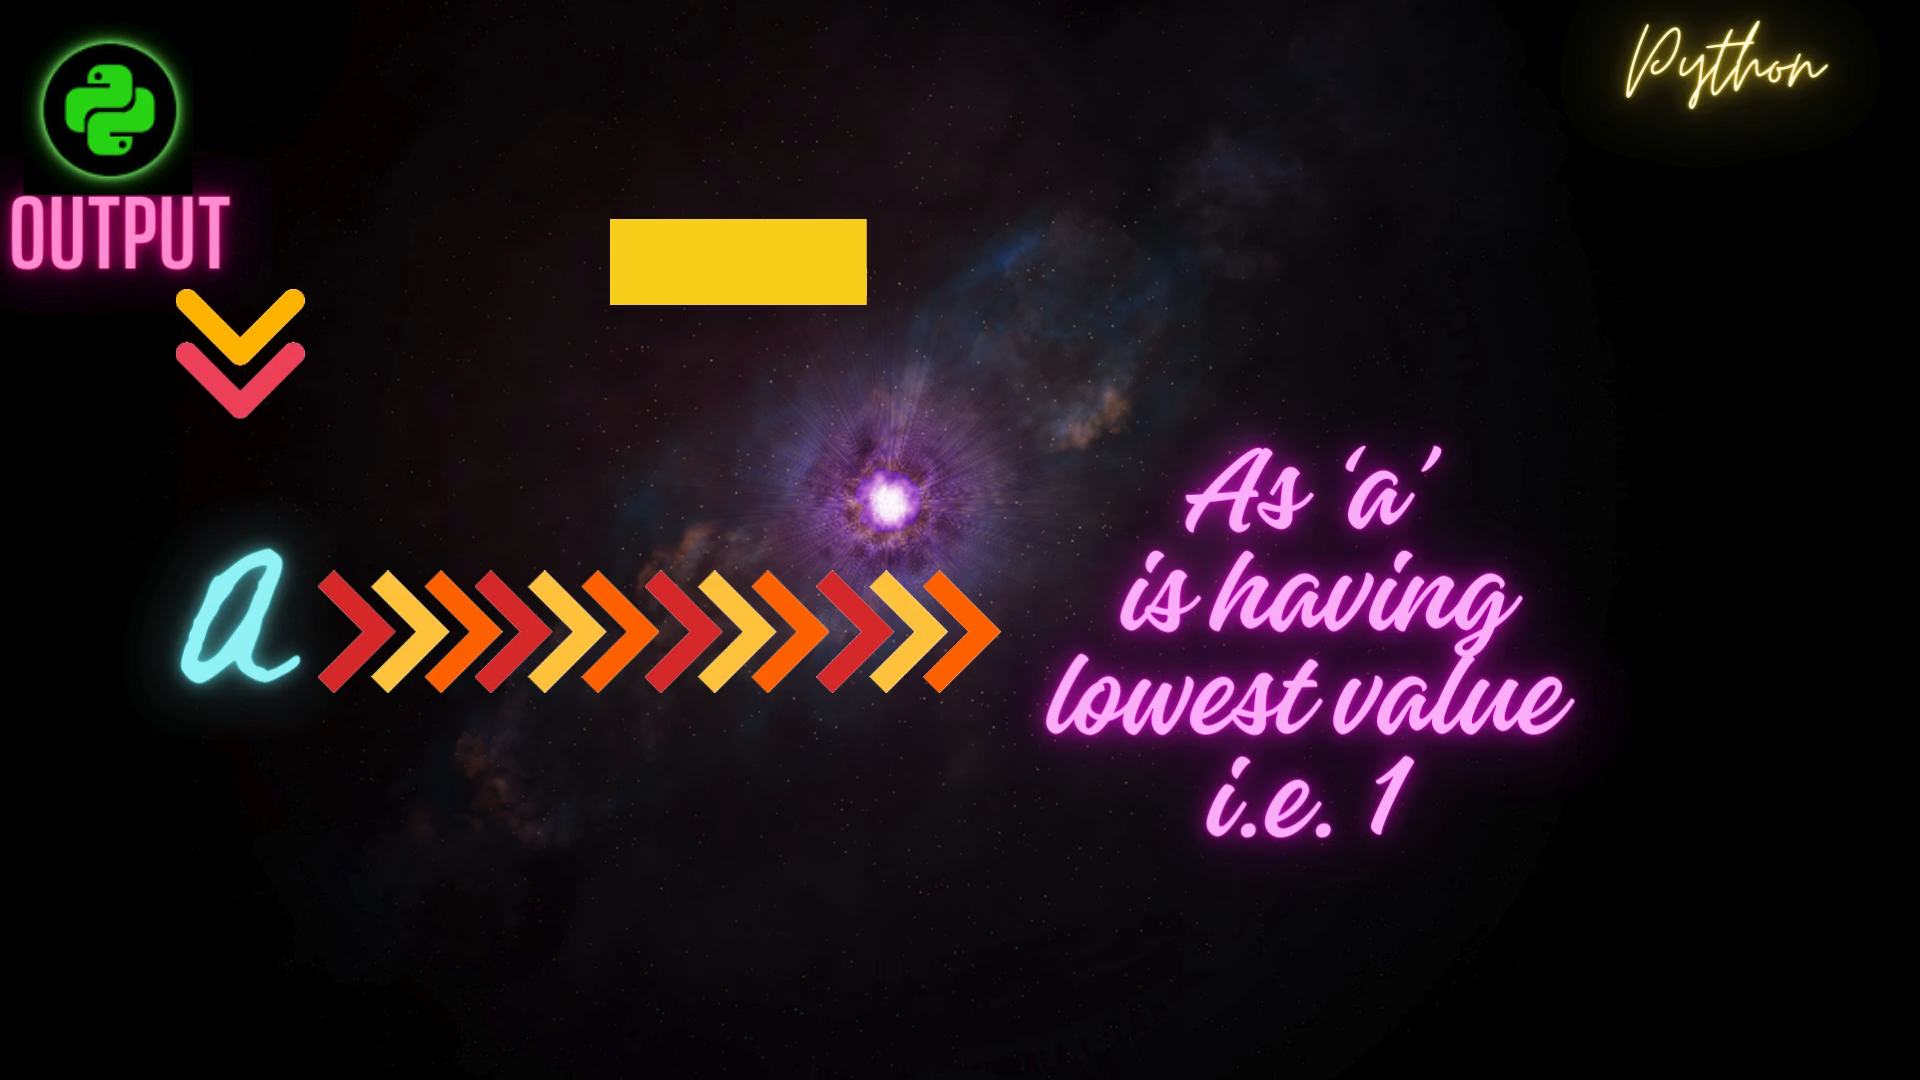 Python
OUTPUT
a
As ‘a’
is having
lowest value
i.e. 1